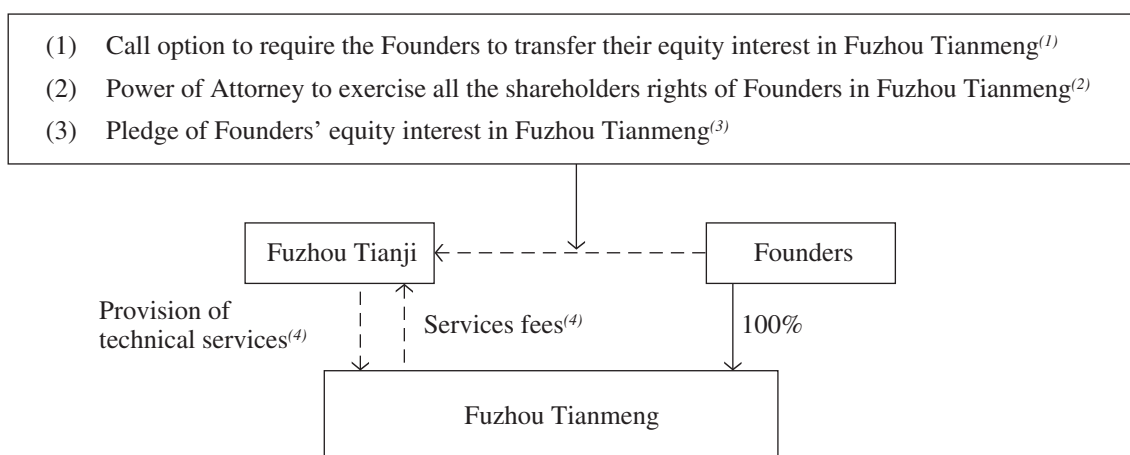 (1) Call option to require the Founders to transfer their equity interest in Fuzhou Tianmeng(1)
(2) Power of Attorney to exercise all the shareholders rights of Founders in Fuzhou Tianmeng(2)
(3) Pledge of Founders’ equity interest in Fuzhou Tianmeng(3)
Fuzhou Tianji
Founders
Provision of
technical services(4)
Services fees(4)
100%
Fuzhou Tianmeng